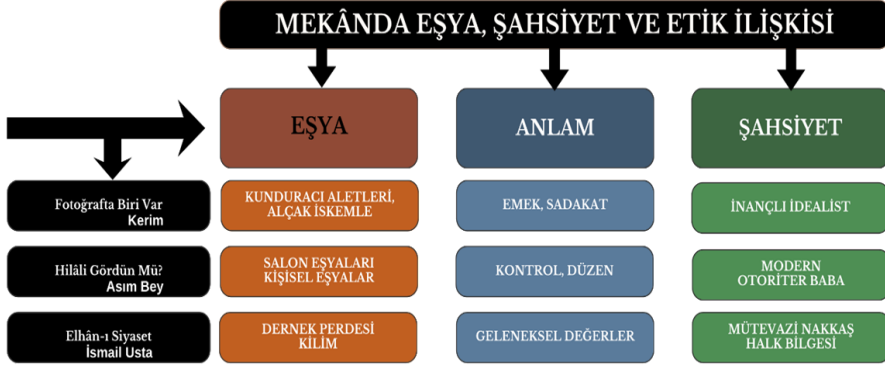 MEKÂNDA EŞYA, ŞAHSİYET VE ETİK İLİŞKİSİ
EŞYA
ANLAM
ŞAHSİYET
Fotoğrafta Biri Var
Kerim
KUNDURACI ALETLERİ,
ALÇAK İSKEMLE
EMEK, SADAKAT
İNANÇLI İDEALİST
Hilâli Gördün Mü?
Asım Bey
SALON EŞYALARI
KİŞİSEL EŞYALAR
KONTROL, DÜZEN
MODERN
OTORİTER BABA
Elhân-ı Siyaset
İsmail Usta
DERNEK PERDESİ
KİLİM
GELENEKSEL DEĞERLER
MÜTEVAZİ NAKKAŞ
HALK BİLGESİ